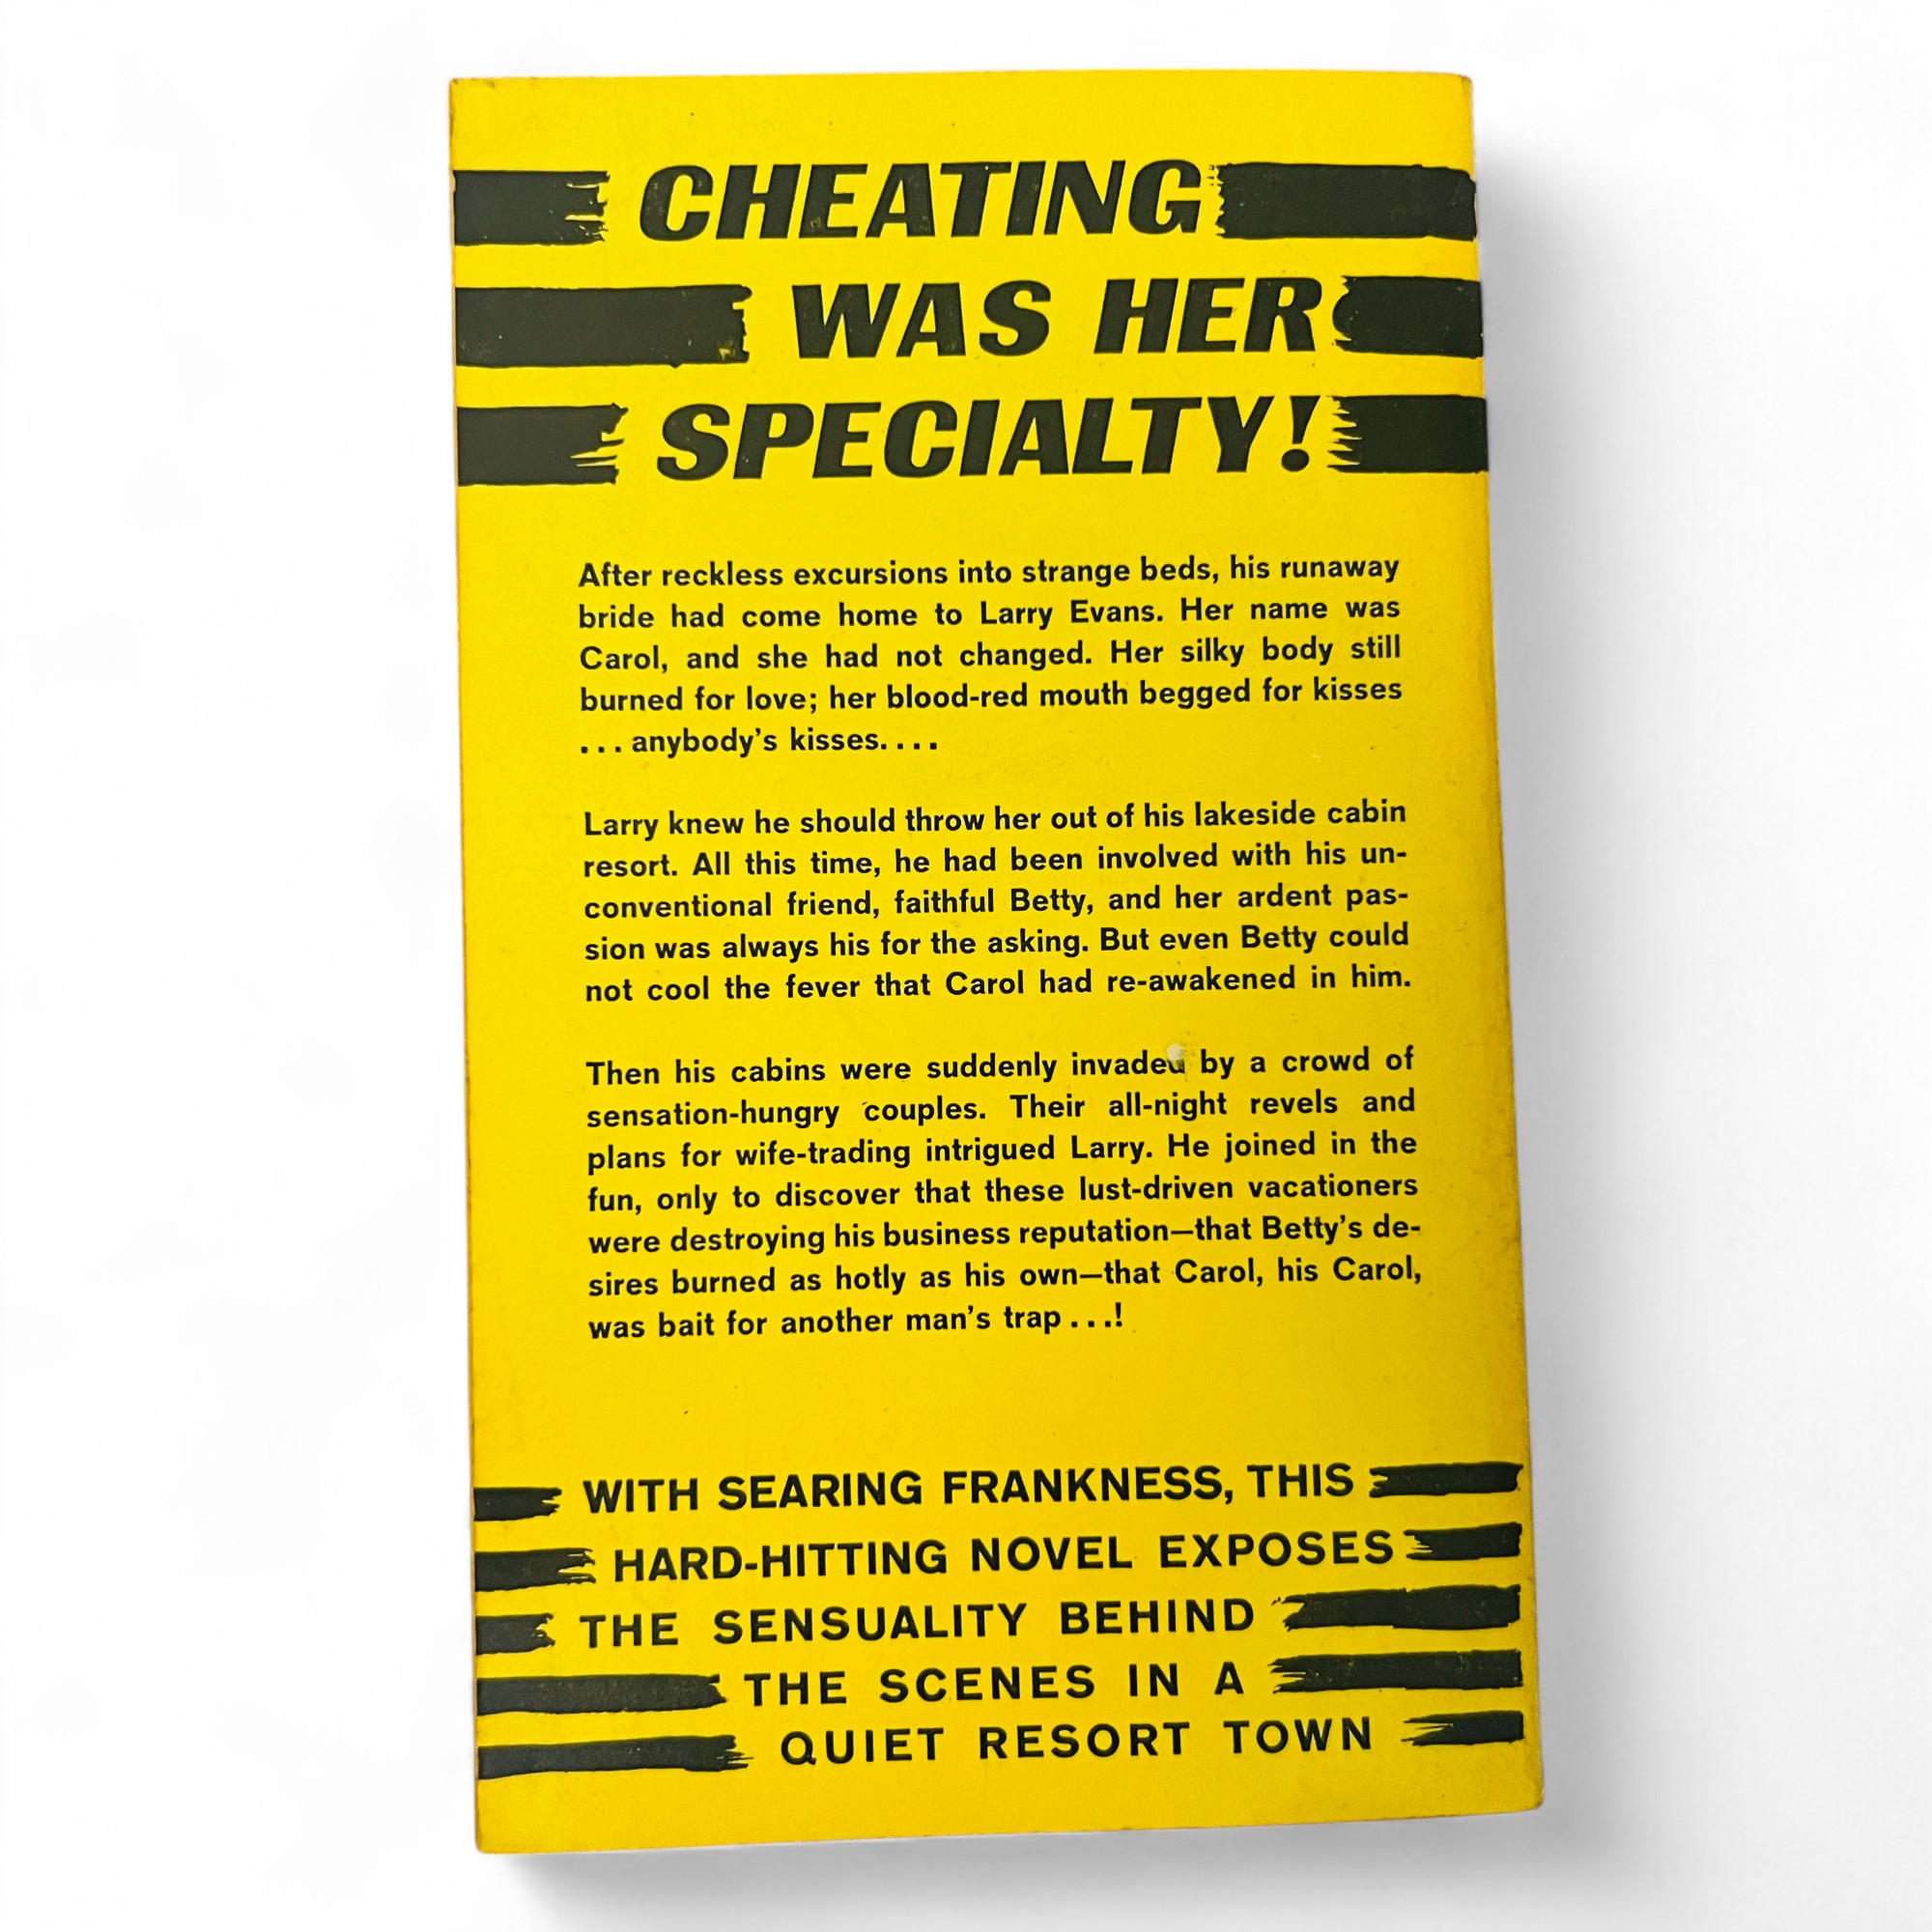 CHEATING
WAS HER
SPECIALTY!
After reckless excursions into strange beds, his runaway
bride had come home to Larry Evans. Her name was
Carol, and she had not changed. Her silky body still
burned for love; her blood-red mouth begged for kisses
... anybody's kisses....
Larry knew he should throw her out of his lakeside cabin
resort. All this time, he had been involved with his un-
conventional friend, faithful Betty, and her ardent pas-
sion was always his for the asking. But even Betty could
not cool the fever that Carol had re-awakened in him.
Then his cabins were suddenly invaded by a crowd of
sensation-hungry couples. Their all-night revels and
plans for wife-trading intrigued Larry. He joined in the
fun, only to discover that these lust-driven vacationers
were destroying his business reputation—that Betty's de-
sires burned as hotly as his own—that Carol, his Carol,
was bait for another man's trap...!
WITH SEARING FRANKNESS, THIS
HARD-HITTING NOVEL EXPOSES
THE SENSUALITY BEHIND
THE SCENES IN A
QUIET RESORT TOWN